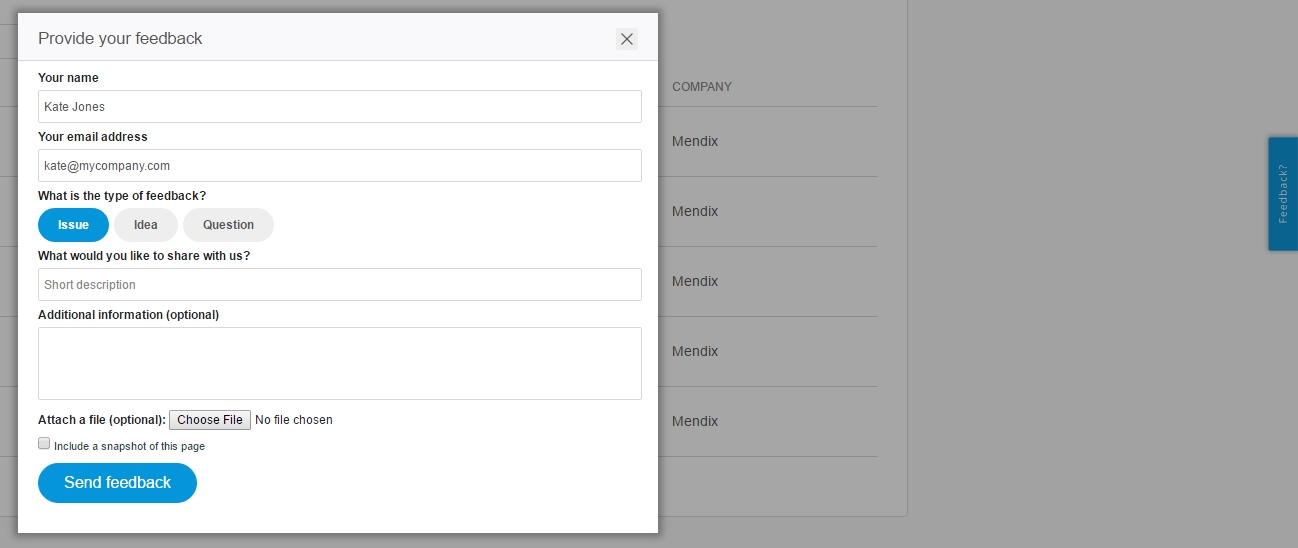 Provide your feedback
Your name
Kate Jones
Your email address
kate@mycompany.com
What is the type of feedback?
Issue Idea Question
What would you like to share with us?
Short description
Additional information (optional)
Attach a file (optional): Choose File No file chosen
Include a snapshot of this page
Send feedback
COMPANY
Mendix
Mendix
Mendix
Mendix
Mendix
Feedback?